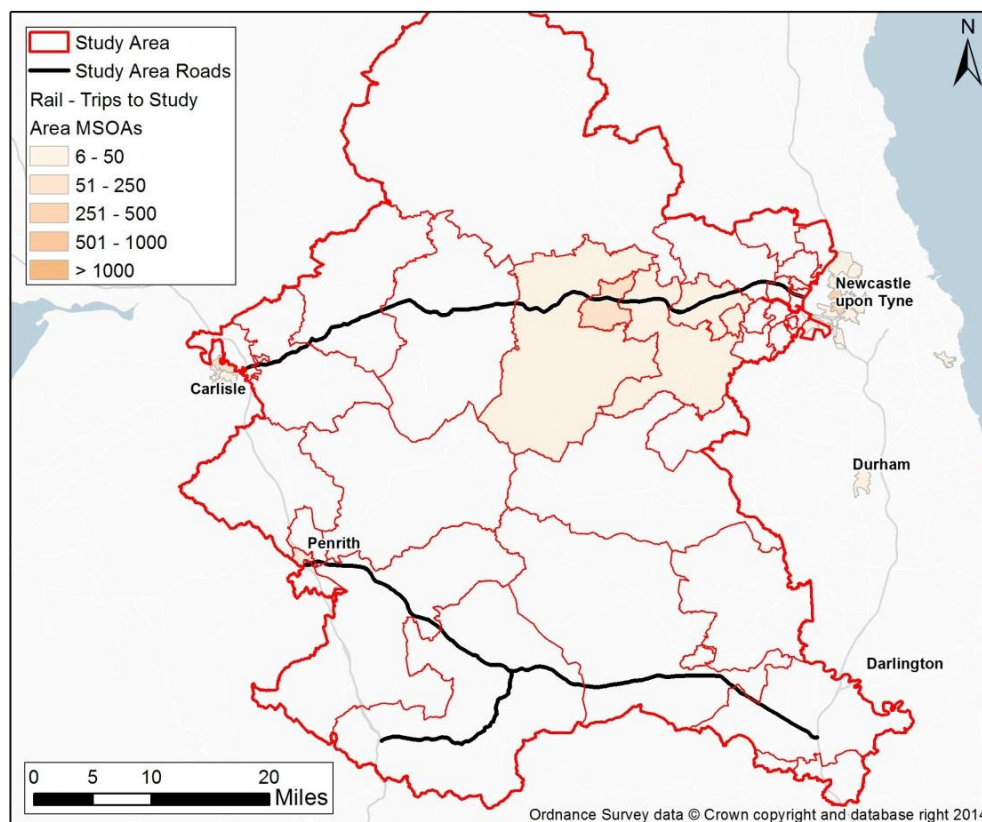 Study Area
Study Area Roads
Rail - Trips to Study
Area MSOAs
6 - 50
51 - 250
251 - 500
501 - 1000
> 1000
N
Newcastle
upon Tyne
Carlisle
Durham
Penrith
Darlington
0 5 10 20
Miles
Ordnance Survey data © Crown copyright and database right 2014